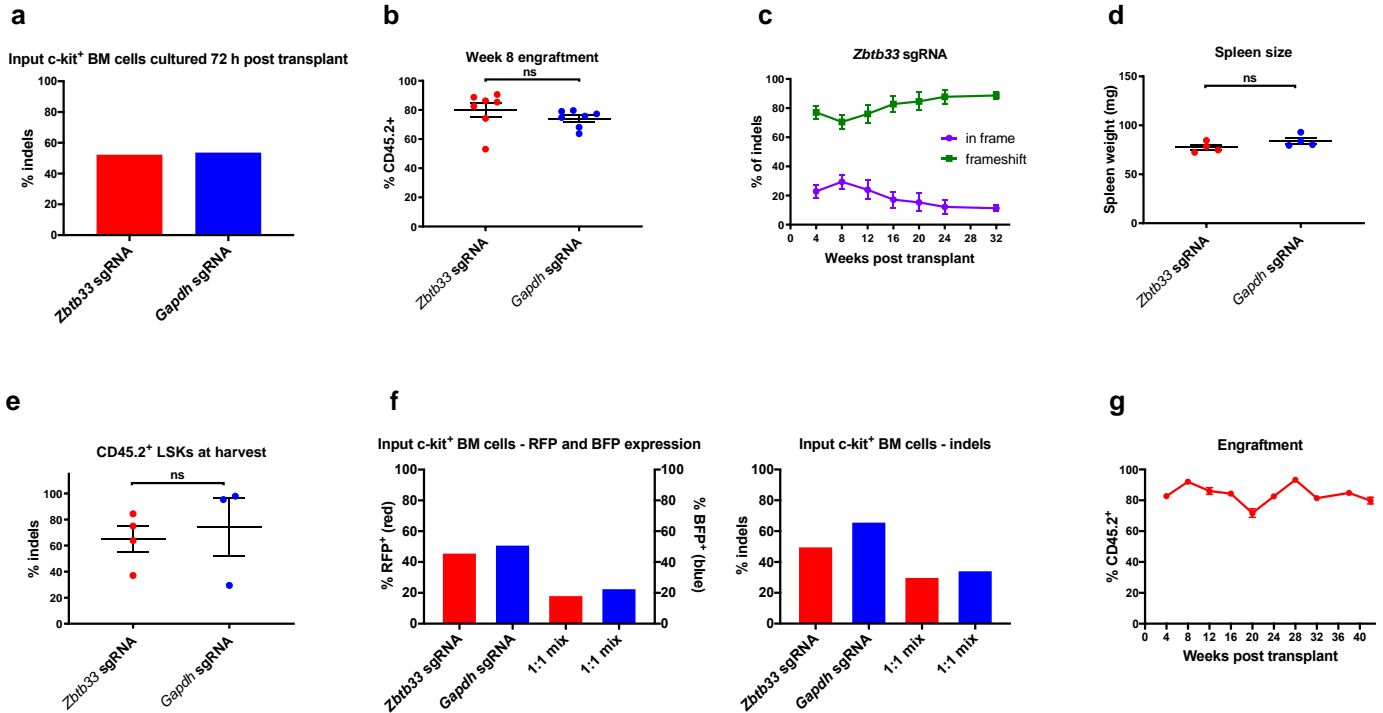 a
Input c-kit⁺ BM cells cultured 72 h post transplant
% indels
100
80
60
40
20
0
Zbtb33 sgRNA
Gapdh sgRNA
b
Week 8 engraftment
ns
% CD45.2+
100
80
60
40
20
0
Zbtb33 sgRNA
Gapdh sgRNA
c
Zbtb33 sgRNA
% of indels
100
80
60
40
20
0
in frame
frameshift
0 4 8 12 16 20 24 28 32
Weeks post transplant
d
Spleen size
ns
Spleen weight (mg)
150
100
50
0
Zbtb33 sgRNA
Gapdh sgRNA
e
CD45.2⁺ LSKs at harvest
ns
% indels
100
80
60
40
20
0
Zbtb33 sgRNA
Gapdh sgRNA
f
Input c-kit⁺ BM cells - RFP and BFP expression
% RFP⁺ (red)
100
80
60
40
20
0
% BFP⁺ (blue)
100
80
60
40
20
0
Zbtb33 sgRNA
Gapdh sgRNA
1:1 mix
1:1 mix
Input c-kit⁺ BM cells - indels
% indels
100
80
60
40
20
0
Zbtb33 sgRNA
Gapdh sgRNA
1:1 mix
1:1 mix
g
Engraftment
% CD45.2⁺
100
80
60
40
20
0
0 4 8 12 16 20 24 28 32 36 40
Weeks post transplant